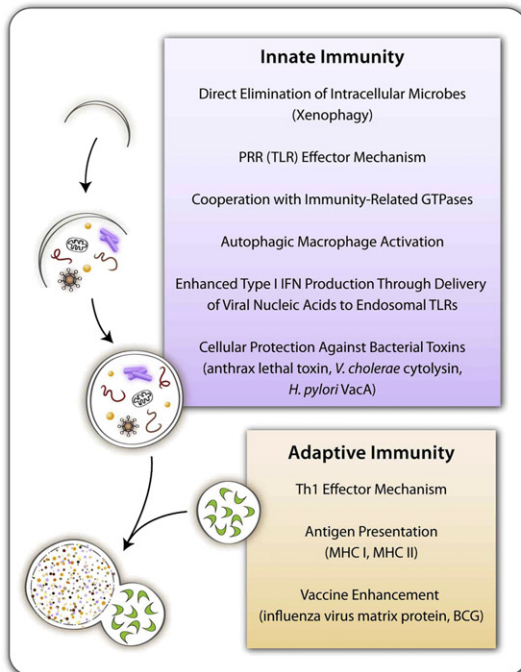 Innate Immunity
Direct Elimination of Intracellular Microbes
(Xenophagy)
PRR (TLR) Effector Mechanism
Cooperation with Immunity-Related GTPases
Autophagic Macrophage Activation
Enhanced Type I IFN Production Through Delivery
of Viral Nucleic Acids to Endosomal TLRs
Cellular Protection Against Bacterial Toxins
(anthrax lethal toxin, V. cholerae cytolysin,
H. pylori VacA)
Adaptive Immunity
Th1 Effector Mechanism
Antigen Presentation
(MHC I, MHC II)
Vaccine Enhancement
(influenza virus matrix protein, BCG)